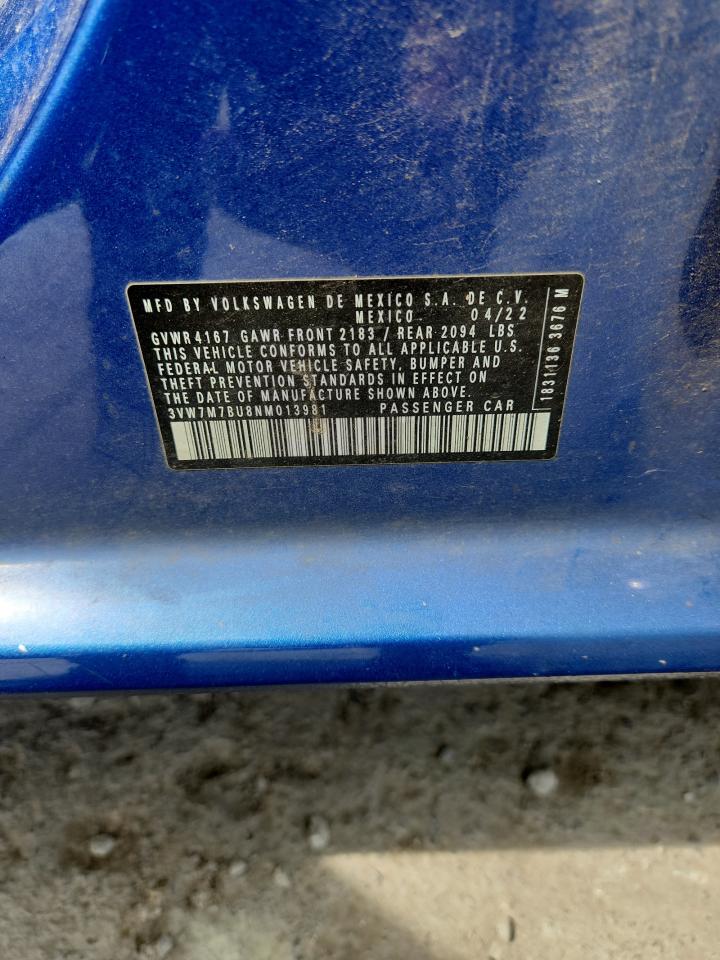 MFD BY VOLKSWAGEN DE MEXICO S.A. DE C.V.
MEXICO 04/22
GVWR 4167 GAWR FRONT 2183 / REAR 2094 LBS
THIS VEHICLE CONFORMS TO ALL APPLICABLE U.S.
FEDERAL MOTOR VEHICLE SAFETY, BUMPER AND
THEFT PREVENTION STANDARDS IN EFFECT ON
THE DATE OF MANUFACTURE SHOWN ABOVE.
3VW7M7BU8NM013981 PASSENGER CAR
1831136 3676 M